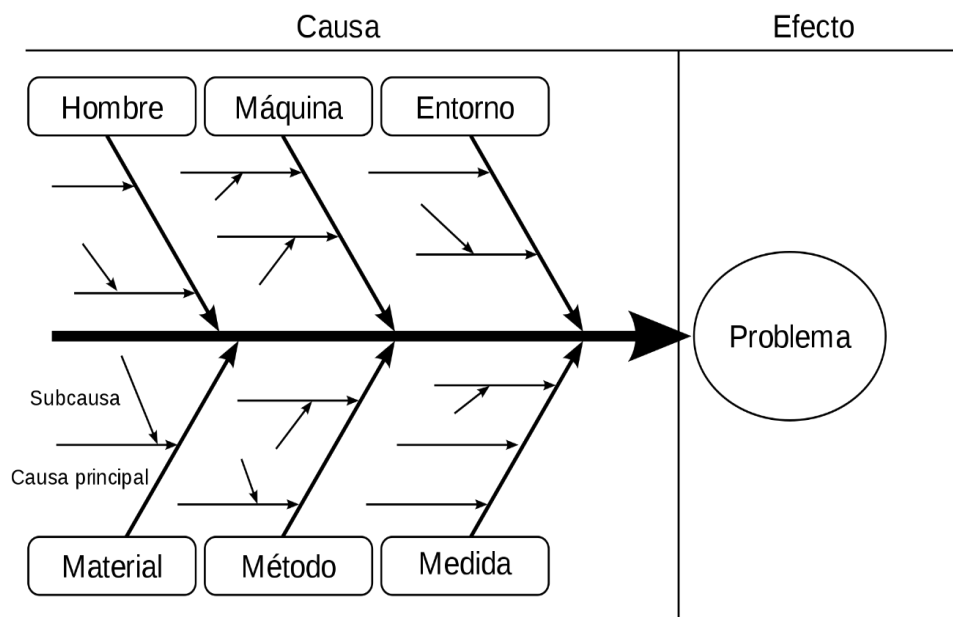 Causa
Efecto
Hombre
Máquina
Entorno
Problema
Subcausa
Causa principal
Material
Método
Medida